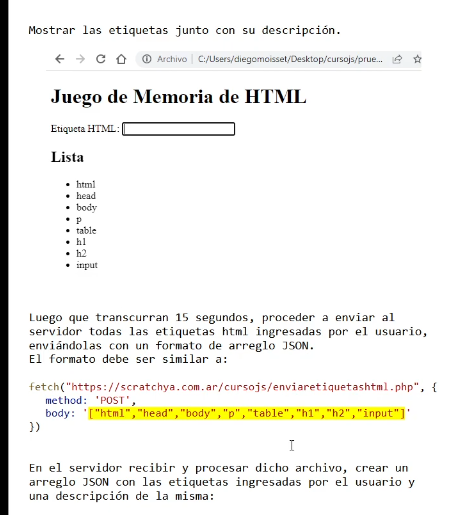 Mostrar las etiquetas junto con su descripción.
Archivo | C:/Users/diegomoisset/Desktop/cursojs/prue...
Juego de Memoria de HTML
Etiqueta HTML:
Lista
html
head
body
p
table
h1
h2
input
Luego que transcurran 15 segundos, proceder a enviar al
servidor todas las etiquetas html ingresadas por el usuario,
enviándolas con un formato de arreglo JSON.
El formato debe ser similar a:
fetch("https://scratchya.com.ar/cursojs/enviaretiquetashtml.php", {
method: 'POST',
body: '["html","head","body","p","table","h1","h2","input"]'
})
En el servidor recibir y procesar dicho archivo, crear un
arreglo JSON con las etiquetas ingresadas por el usuario y
una descripción de la misma: